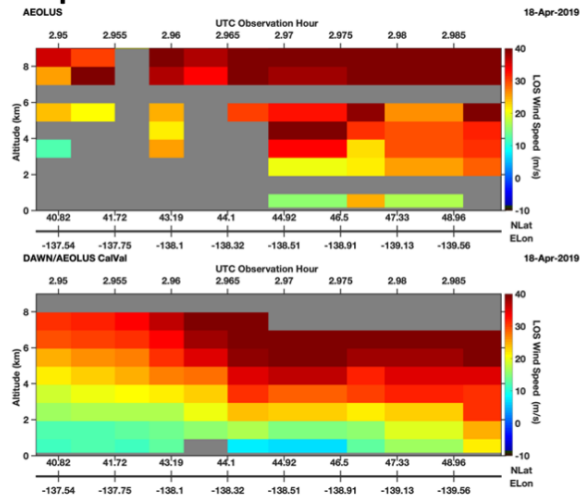 AEOLUS 18-Apr-2019
UTC Observation Hour
2.95 2.955 2.96 2.965 2.97 2.975 2.98 2.985
Altitude (km)
8
6
4
2
0
40
30
20
10
0
-10
LOS Wind Speed (m/s)
40.82 41.72 43.19 44.1 44.92 46.5 47.33 48.96
NLat
ELon
-137.54 -137.75 -138.1 -138.32 -138.51 -138.91 -139.13 -139.56
DAWN/AEOLUS CalVal 18-Apr-2019
UTC Observation Hour
2.95 2.955 2.96 2.965 2.97 2.975 2.98 2.985
Altitude (km)
8
6
4
2
0
40
30
20
10
0
-10
LOS Wind Speed (m/s)
40.82 41.72 43.19 44.1 44.92 46.5 47.33 48.96
NLat
ELon
-137.54 -137.75 -138.1 -138.32 -138.51 -138.91 -139.13 -139.56